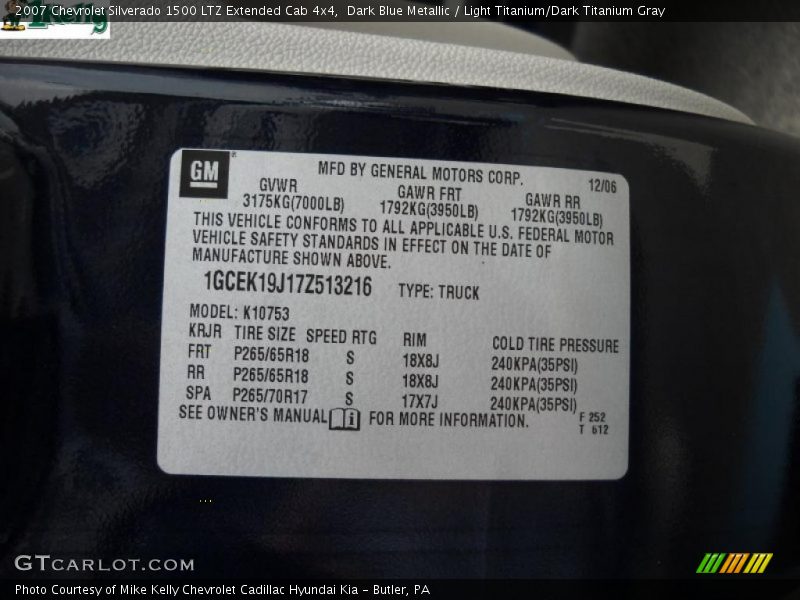 2007 Chevrolet Silverado 1500 LTZ Extended Cab 4x4,  Dark Blue Metallic / Light Titanium/Dark Titanium Gray
GM
MFD BY GENERAL MOTORS CORP.
12/06
GVWR GAWR FRT GAWR RR
3175KG(7000LB) 1792KG(3950LB) 1792KG(3950LB)
THIS VEHICLE CONFORMS TO ALL APPLICABLE U.S. FEDERAL MOTOR
VEHICLE SAFETY STANDARDS IN EFFECT ON THE DATE OF
MANUFACTURE SHOWN ABOVE.
1GCEK19J17Z513216 TYPE: TRUCK
MODEL: K10753
KRJR TIRE SIZE SPEED RTG RIM COLD TIRE PRESSURE
FRT P265/65R18 S 18X8J 240KPA(35PSI)
RR P265/65R18 S 18X8J 240KPA(35PSI)
SPA P265/70R17 S 17X7J 240KPA(35PSI)
SEE OWNER'S MANUAL i FOR MORE INFORMATION.
F 252
T 612
GTCARLOT.COM
Photo Courtesy of Mike Kelly Chevrolet Cadillac Hyundai Kia - Butler, PA